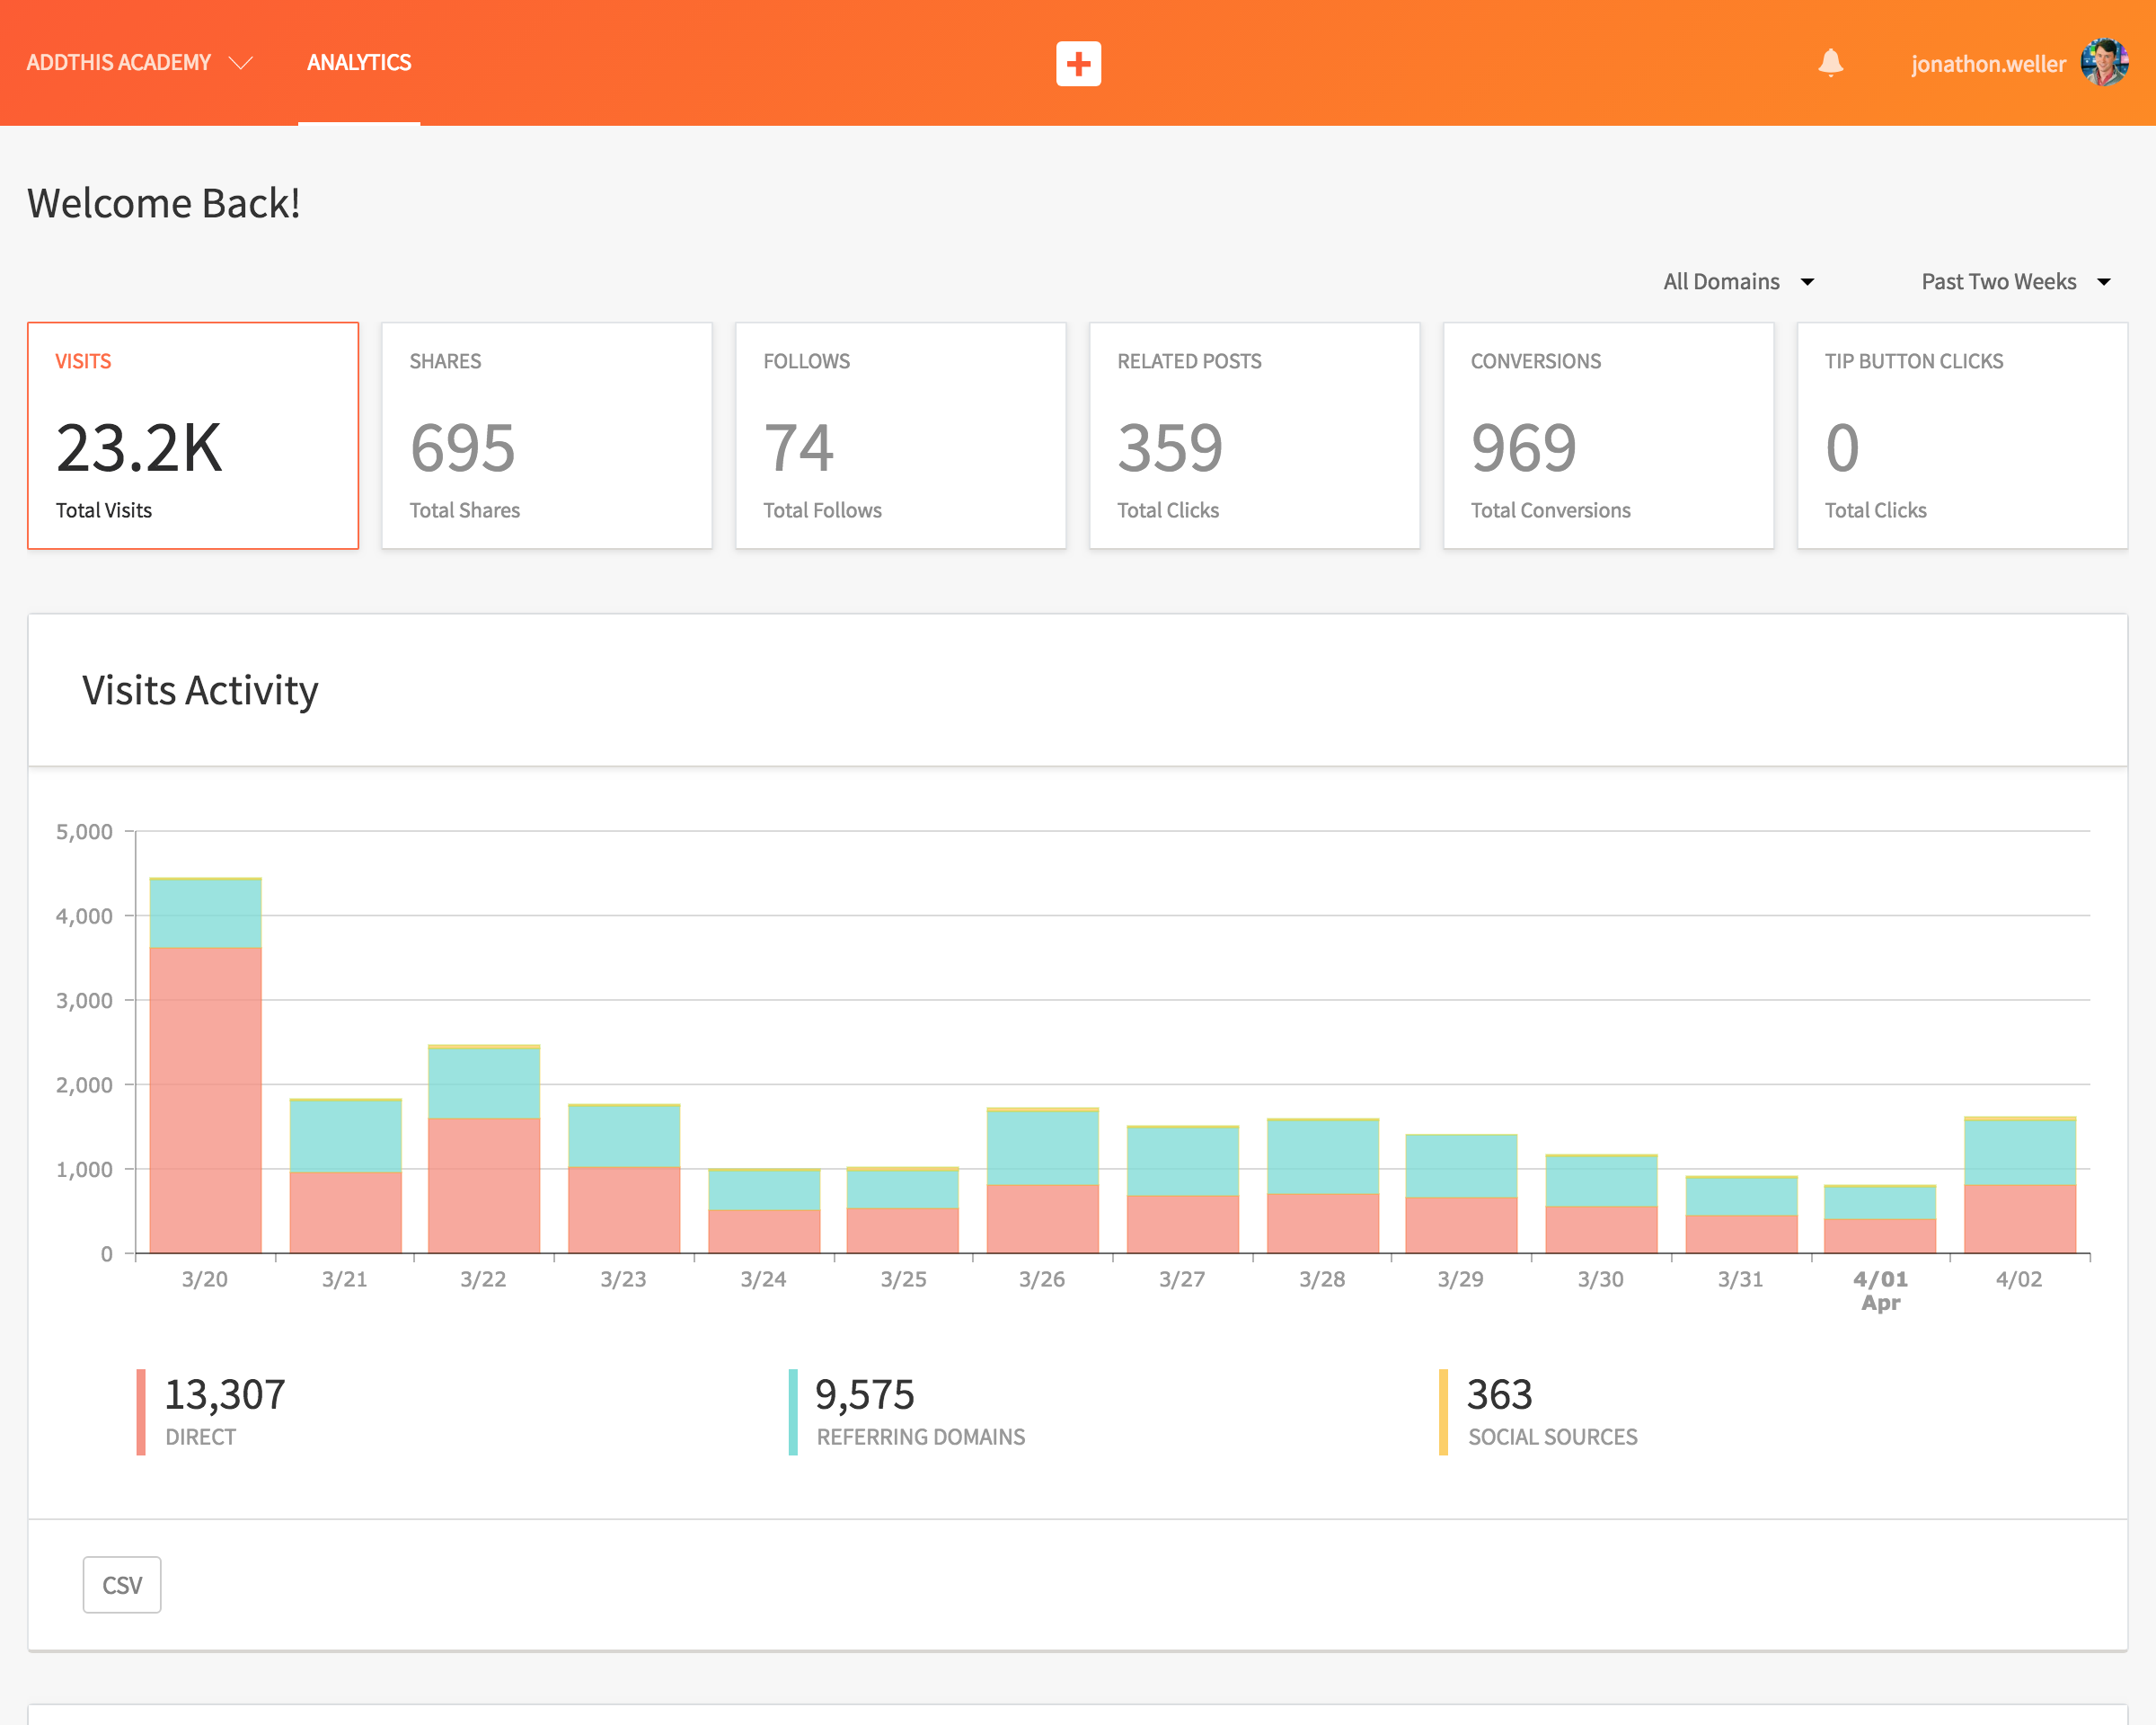 ADDTHIS ACADEMY
ANALYTICS
jonathon.weller
Welcome Back!
All Domains
Past Two Weeks
VISITS
23.2K
Total Visits
SHARES
695
Total Shares
FOLLOWS
74
Total Follows
RELATED POSTS
359
Total Clicks
CONVERSIONS
969
Total Conversions
TIP BUTTON CLICKS
0
Total Clicks
Visits Activity
5,000
4,000
3,000
2,000
1,000
0
3/20 3/21 3/22 3/23 3/24 3/25 3/26 3/27 3/28 3/29 3/30 3/31 4/01 4/02
Apr
13,307
DIRECT
9,575
REFERRING DOMAINS
363
SOCIAL SOURCES
CSV